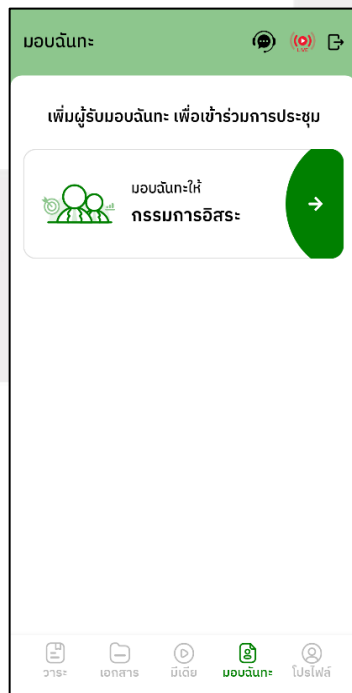 มอบฉันทะ
LIVE
เพิ่มผู้รับมอบฉันทะ เพื่อเข้าร่วมการประชุม
มอบฉันทะให้
กรรมการอิสระ
วาระ เอกสาร มีเดีย มอบฉันทะ โปรไฟล์